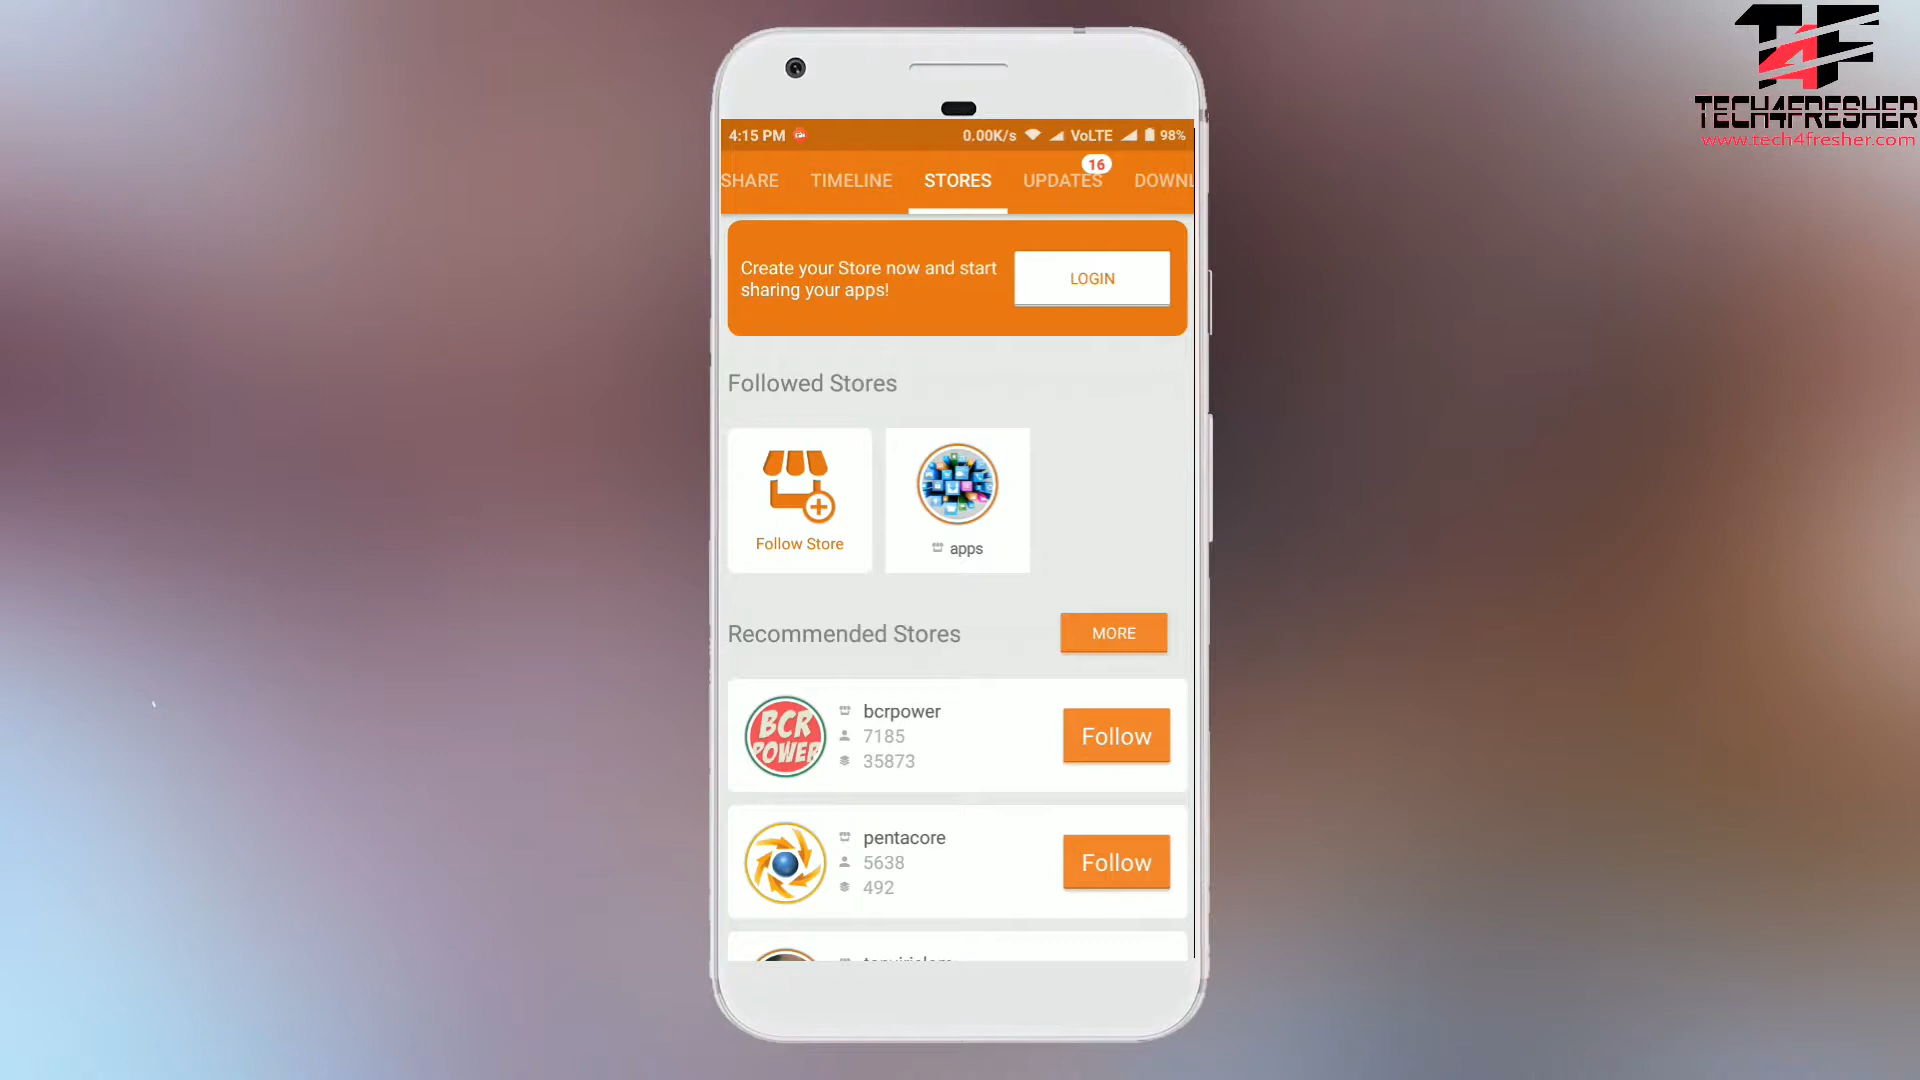 T4F
TECH4FRESHER
www.tech4fresher.com
4:15 PM 0.00K/s VoLTE 98%
SHARE TIMELINE STORES UPDATES 16 DOWNL
Create your Store now and start
sharing your apps!
LOGIN
Followed Stores
Follow Store
apps
Recommended Stores MORE
BCR
POWER
bcrpower
7185
35873
Follow
pentacore
5638
492
Follow